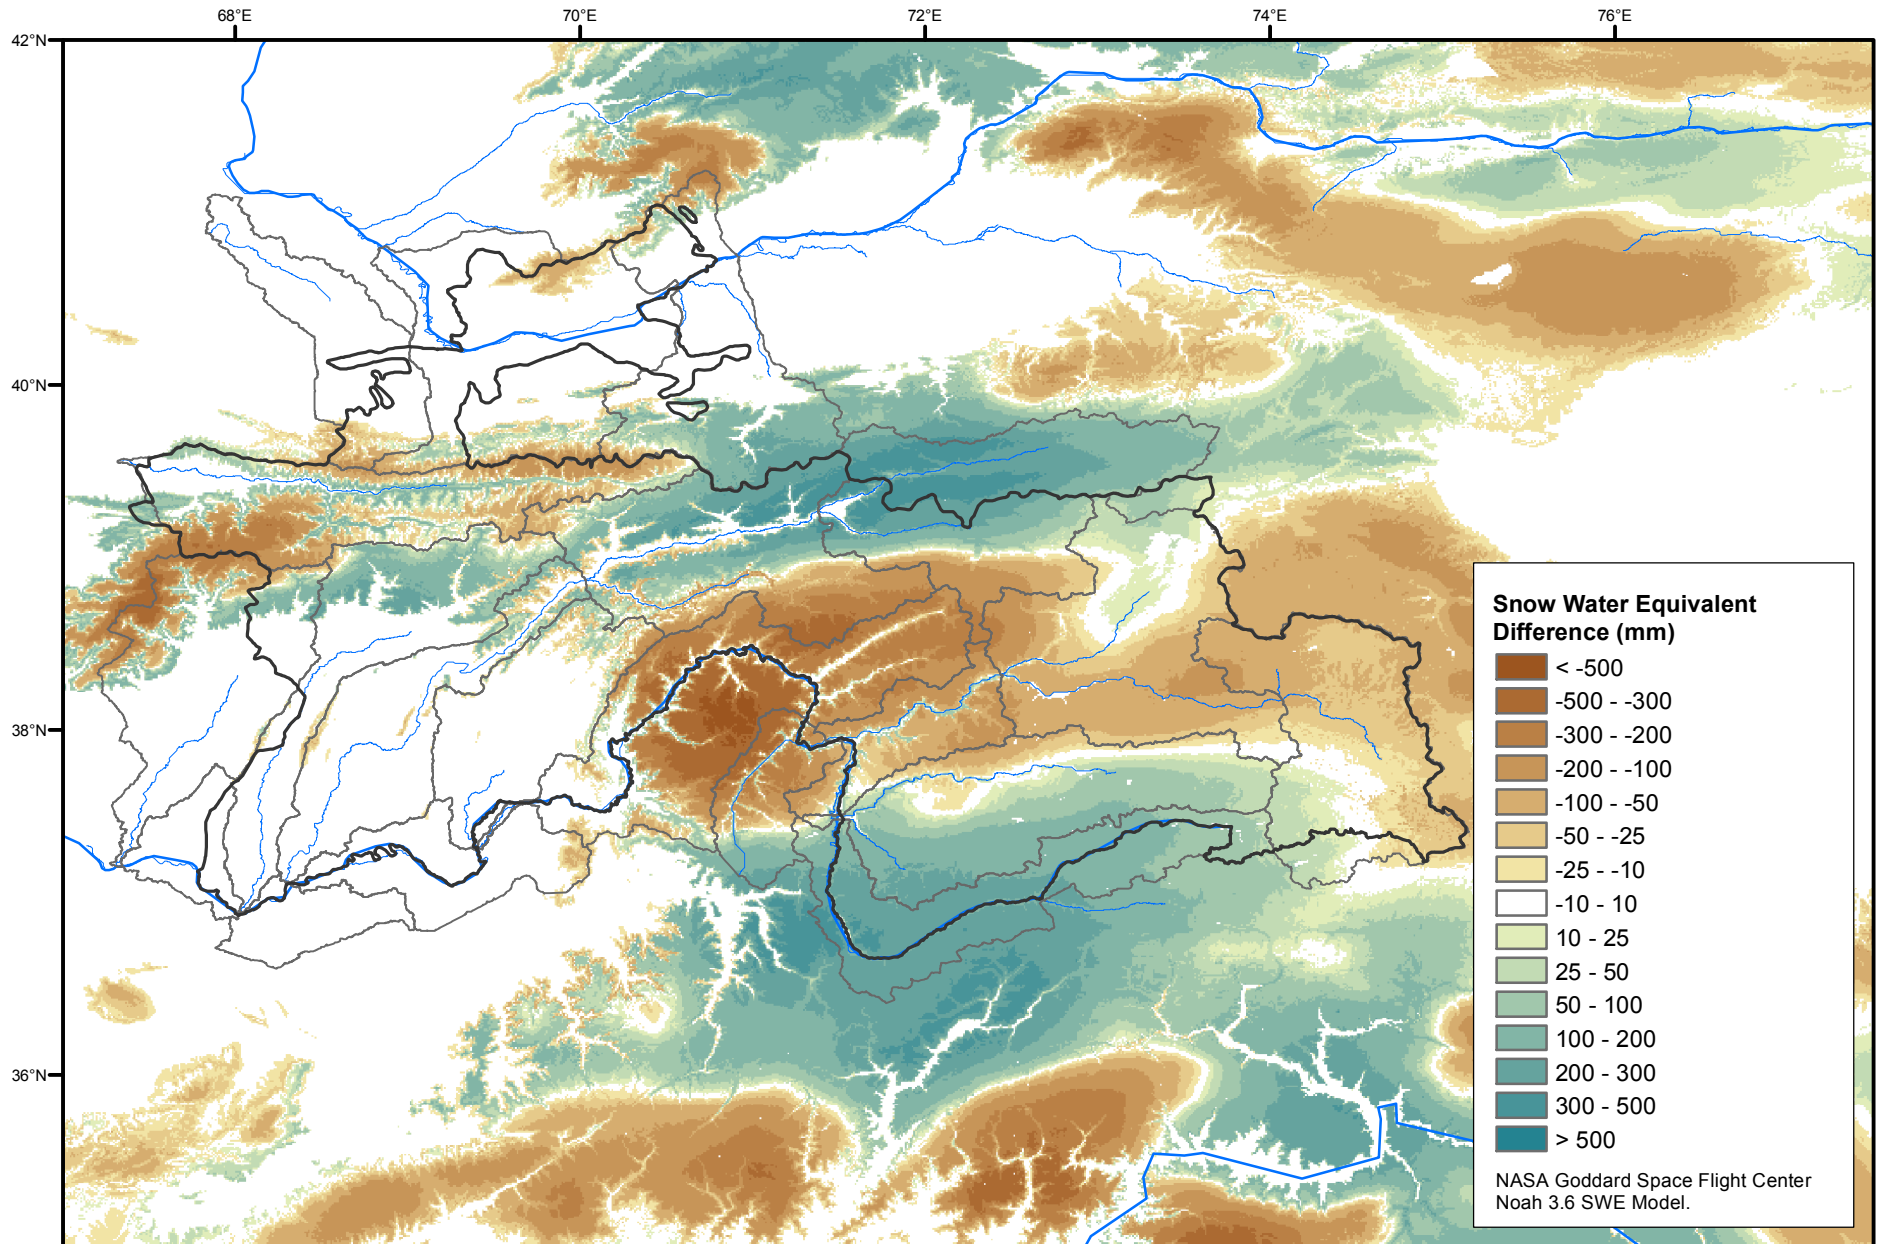 68°E
70°E
72°E
74°E
76°E
42°N
40°N
38°N
36°N
Snow Water Equivalent
Difference (mm)
< -500
-500 - -300
-300 - -200
-200 - -100
-100 - -50
-50 - -25
-25 - -10
-10 - 10
10 - 25
25 - 50
50 - 100
100 - 200
200 - 300
300 - 500
> 500
NASA Goddard Space Flight Center
Noah 3.6 SWE Model.